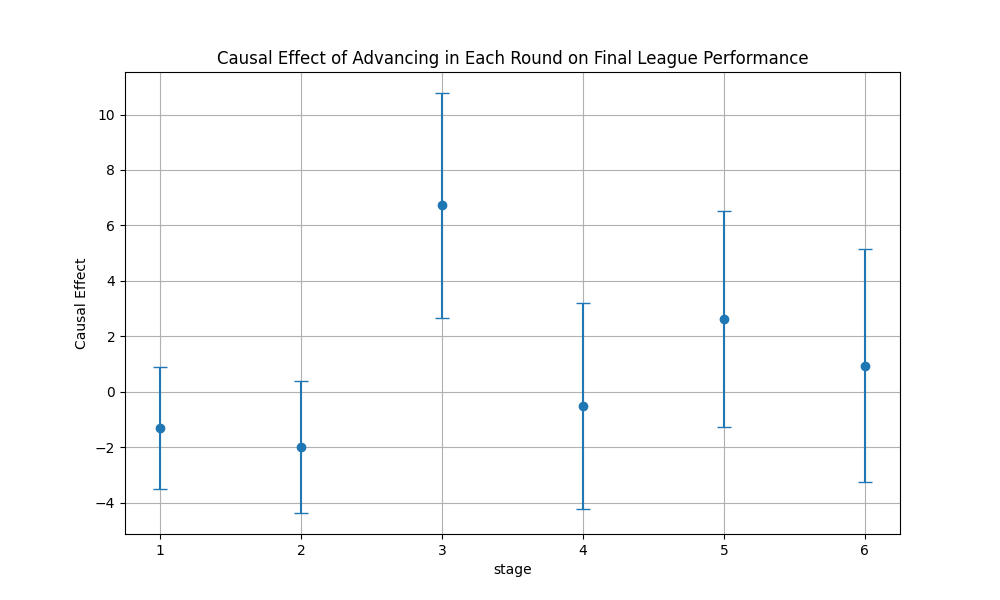 Causal Effect of Advancing in Each Round on Final League Performance
Causal Effect
10
8
6
4
2
0
−2
−4
1 2 3 4 5 6
stage